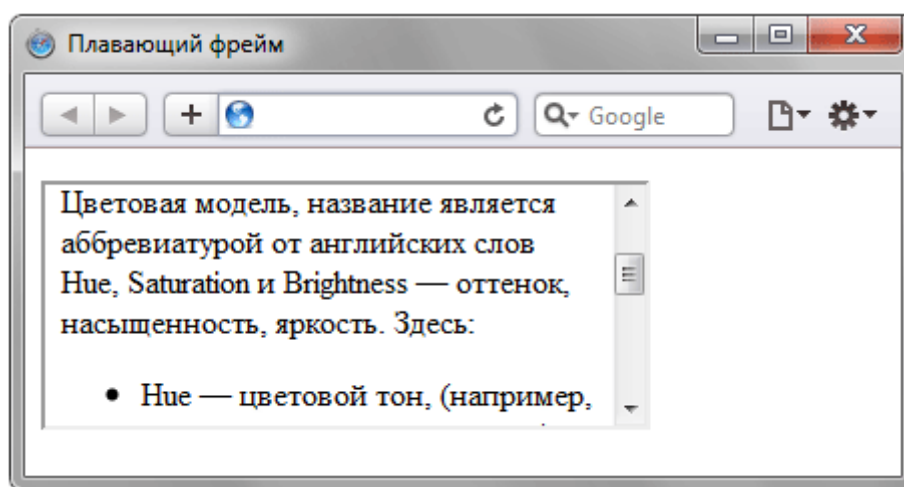 Плавающий фрейм
Google
Цветовая модель, название является
аббревиатурой от английских слов
Hue, Saturation и Brightness — оттенок,
насыщенность, яркость. Здесь:
• Hue — цветовой тон, (например,